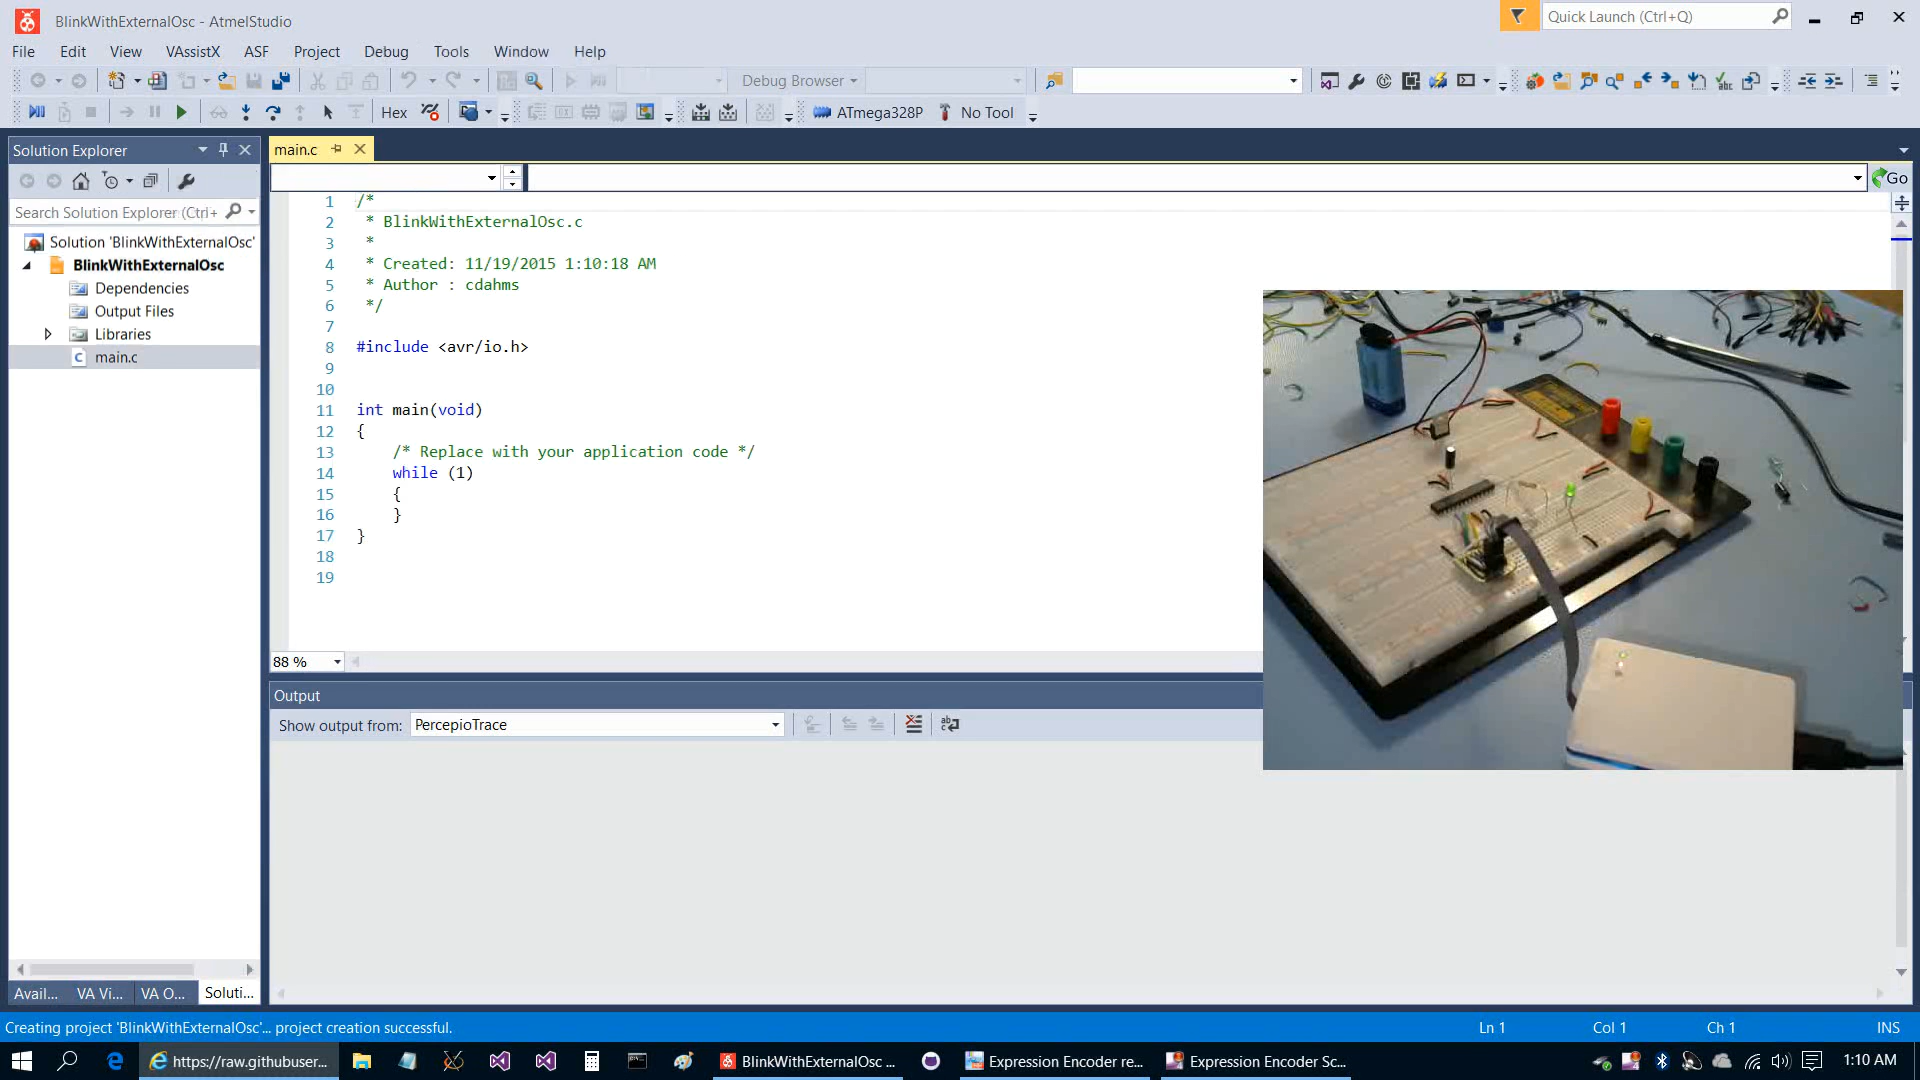 BlinkWithExternalOsc - AtmelStudio
Quick Launch (Ctrl+Q)
File Edit View VAssistX ASF Project Debug Tools Window Help
Debug Browser
Hex
ATmega328P
No Tool
Solution Explorer
main.c
Go
Search Solution Explorer (Ctrl+
Solution 'BlinkWithExternalOsc'
BlinkWithExternalOsc
Dependencies
Output Files
Libraries
main.c
1 /*
2 * BlinkWithExternalOsc.c
3 *
4 * Created: 11/19/2015 1:10:18 AM
5 * Author : cdahms
6 */
7
8 #include <avr/io.h>
9
10
11 int main(void)
12 {
13 /* Replace with your application code */
14 while (1)
15 {
16 }
17 }
18
19
88 %
Output
Show output from: PercepioTrace
Avail... VA Vi... VA O... Soluti...
Creating project 'BlinkWithExternalOsc'... project creation successful.
Ln 1 Col 1 Ch 1 INS
https://raw.githubuser...
BlinkWithExternalOsc ...
Expression Encoder re...
Expression Encoder Sc...
1:10 AM